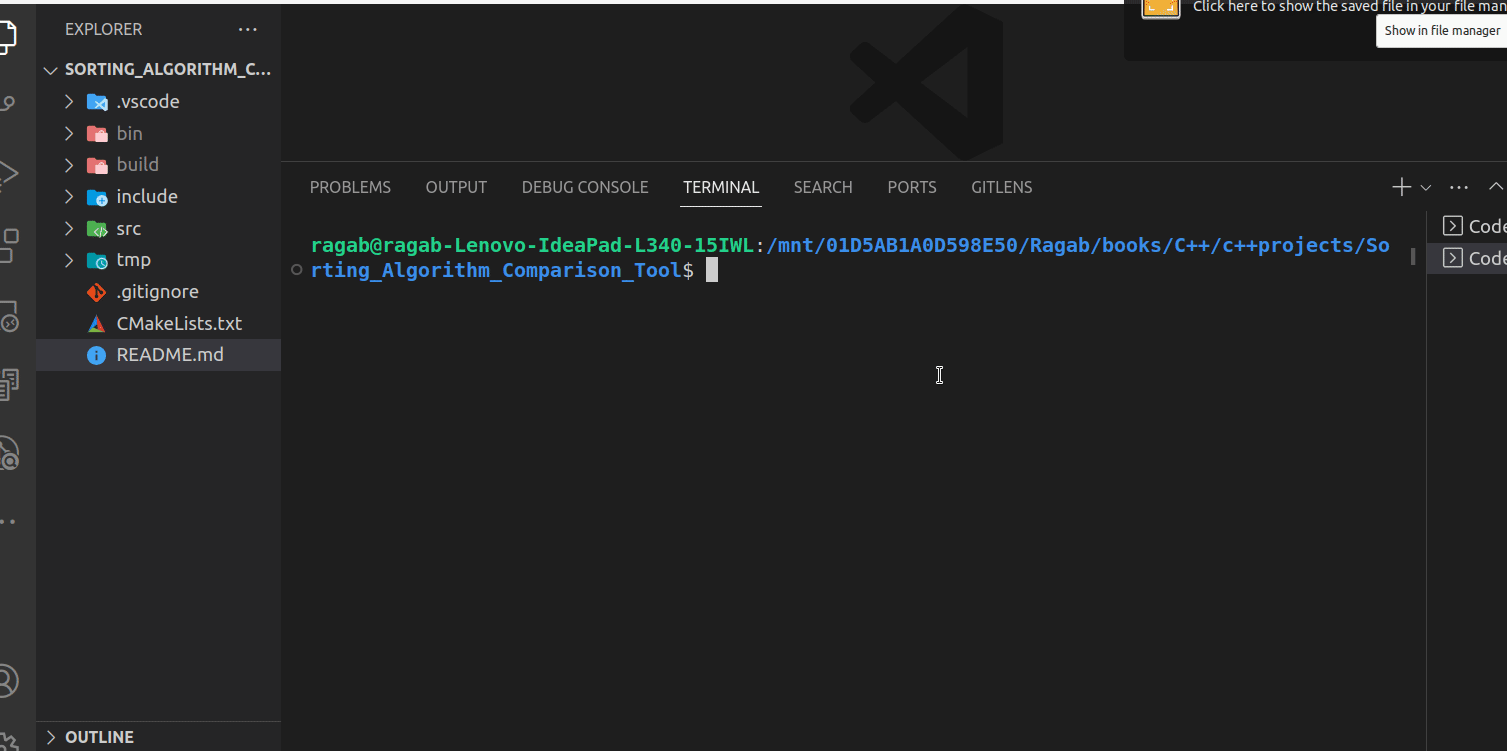 Click here to show the saved file in your file man
Show in file manager
EXPLORER
SORTING_ALGORITHM_C...
.vscode
bin
build
include
src
tmp
.gitignore
CMakeLists.txt
README.md
OUTLINE
PROBLEMS OUTPUT DEBUG CONSOLE TERMINAL SEARCH PORTS GITLENS
ragab@ragab-Lenovo-IdeaPad-L340-15IWL:/mnt/01D5AB1A0D598E50/Ragab/books/C++/c++projects/So
rting_Algorithm_Comparison_Tool$
Code
Code